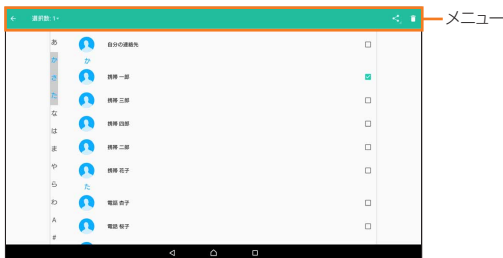 選択数: 1
メニュー
あ
か
さ
た
な
は
ま
や
ら
わ
A
#
自分の連絡先
か
携帯 一郎
携帯 三郎
携帯 四郎
携帯 二郎
携帯 花子
た
電話 杏子
電話 桜子